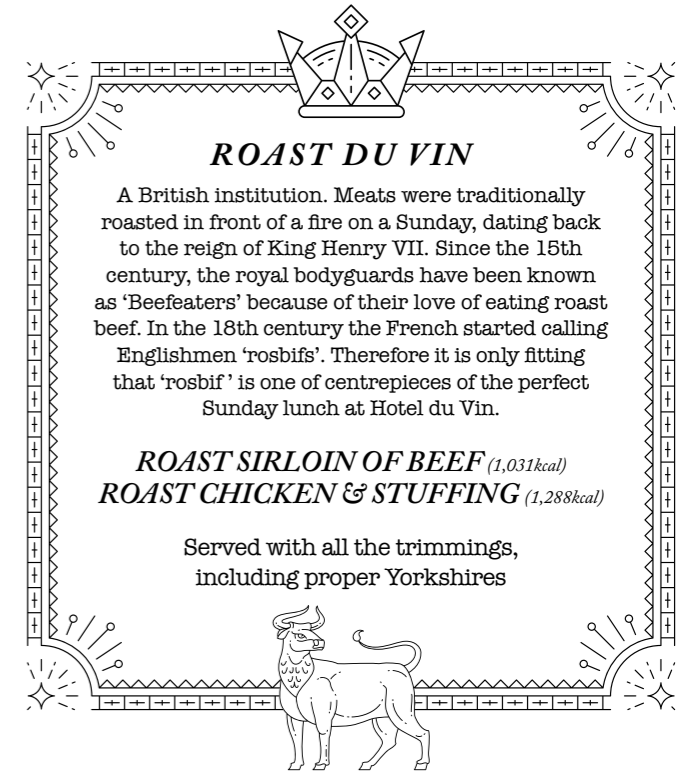 ROAST DU VIN
A British institution. Meats were traditionally
roasted in front of a fire on a Sunday, dating back
to the reign of King Henry VII. Since the 15th
century, the royal bodyguards have been known
as ‘Beefeaters’ because of their love of eating roast
beef. In the 18th century the French started calling
Englishmen ‘rosbifs’. Therefore it is only fitting
that ‘rosbif ’ is one of centrepieces of the perfect
Sunday lunch at Hotel du Vin.
ROAST SIRLOIN OF BEEF (1,031kcal)
ROAST CHICKEN & STUFFING (1,288kcal)
Served with all the trimmings,
including proper Yorkshires